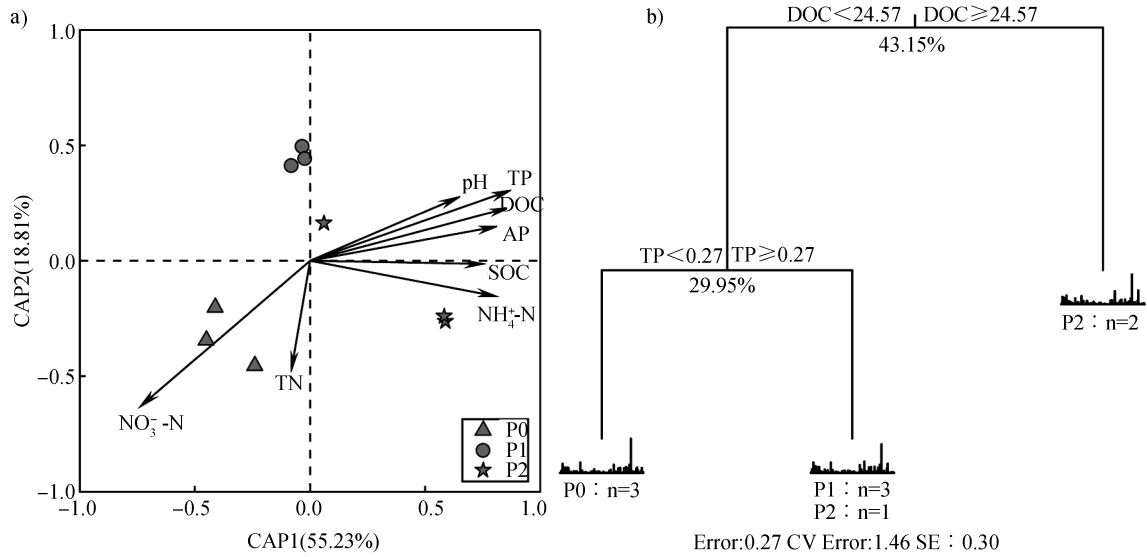 a)
1.0
0.5
0.0
−0.5
−1.0
CAP2(18.81%)
pH
TP
DOC
AP
SOC
NH₄⁺-N
TN
NO₃⁻-N
P0
P1
P2
−1.0
−0.5
0.0
0.5
1.0
CAP1(55.23%)
b)
DOC<24.57 DOC≥24.57
43.15%
TP<0.27 TP≥0.27
29.95%
P2：n=2
P0：n=3
P1：n=3
P2：n=1
Error:0.27 CV Error:1.46 SE：0.30